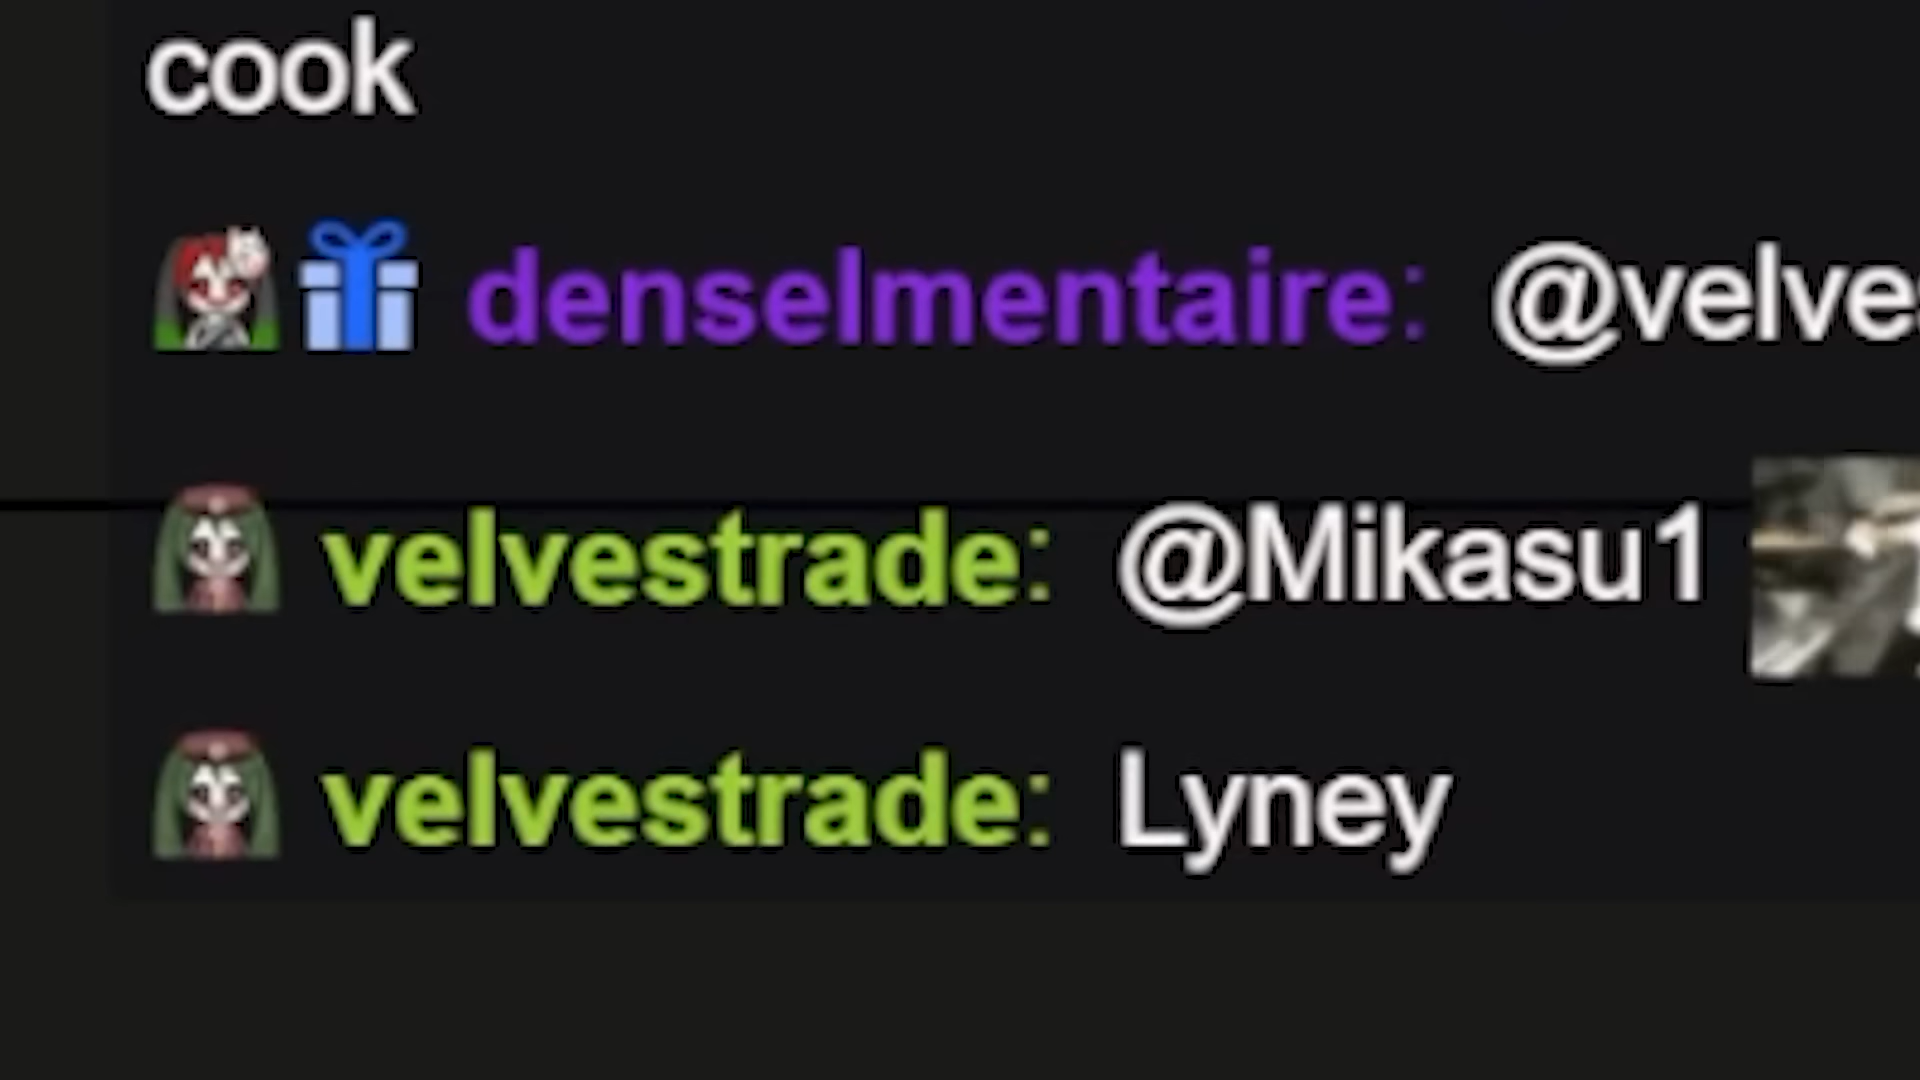 cook
denselmentaire: @velve
velvestrade: @Mikasu1
velvestrade: Lyney